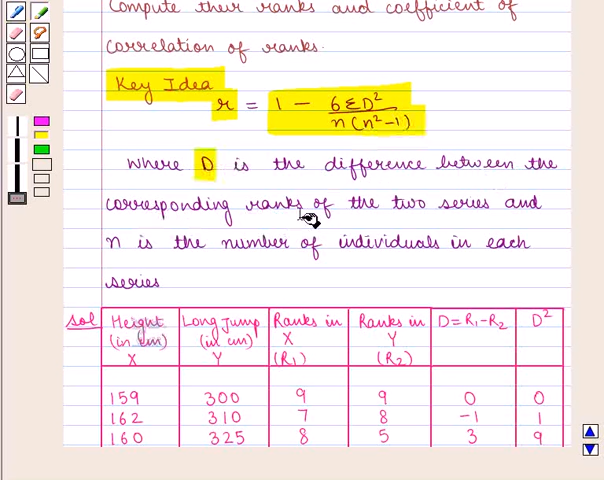 Compute their ranks and coefficient of
correlation of ranks.
Key Idea
r = 1 - 6ΣD²/n(n²-1)
Where D is the difference between the
corresponding ranks of the two series and
n is the number of individuals in each
series
Sol Height (in cm) X Long Jump (in cm) Y Ranks in X (R1) Ranks in Y (R2) D=R1-R2 D²
159 300 9 9 0 0
162 310 7 8 -1 1
160 325 8 5 3 9